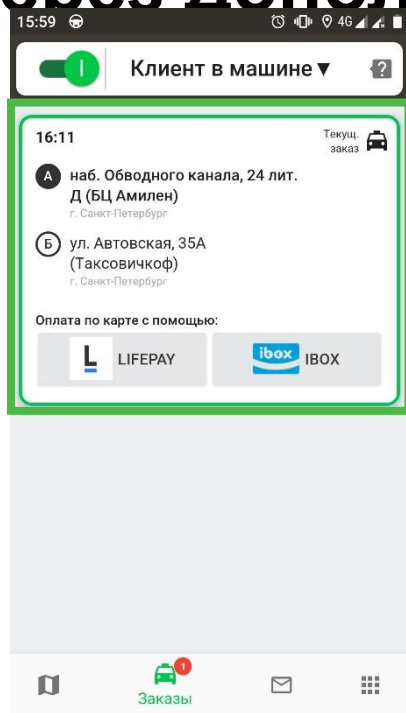 15:59 4G
Клиент в машине ▼ ?
16:11
Текущ.
заказ
А наб. Обводного канала, 24 лит.
Д (БЦ Амилен)
г. Санкт-Петербург
Б ул. Автовская, 35А
(Таксовичкоф)
г. Санкт-Петербург
Оплата по карте с помощью:
L LIFEPAY ibox IBOX
1
Заказы